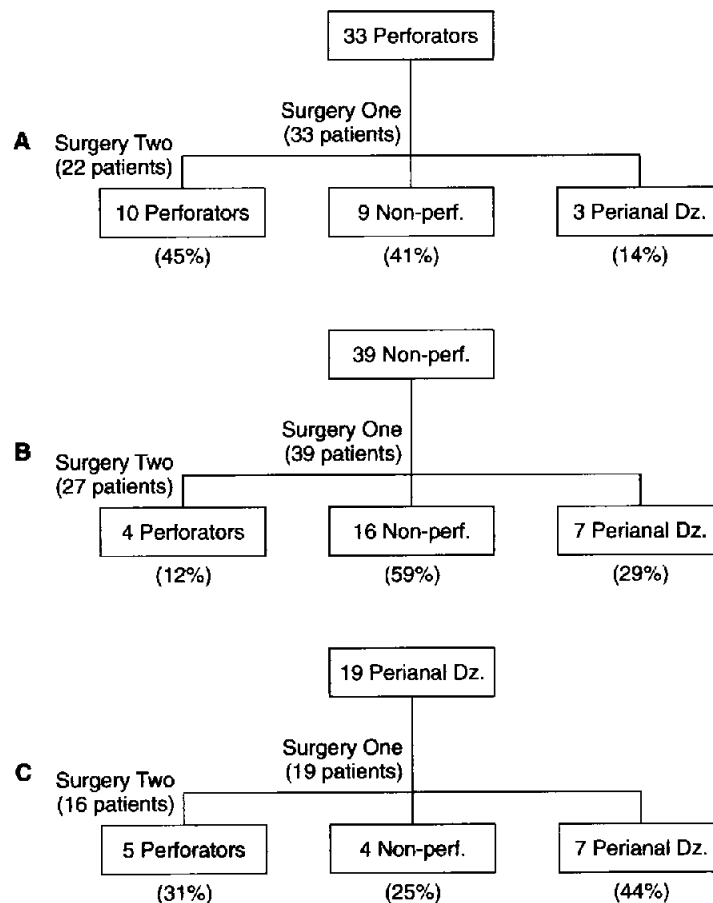 33 Perforators
Surgery One
(33 patients)
A
Surgery Two
(22 patients)
10 Perforators
9 Non-perf.
3 Perianal Dz.
(45%)
(41%)
(14%)
39 Non-perf.
Surgery One
(39 patients)
B
Surgery Two
(27 patients)
4 Perforators
16 Non-perf.
7 Perianal Dz.
(12%)
(59%)
(29%)
19 Perianal Dz.
Surgery One
(19 patients)
C
Surgery Two
(16 patients)
5 Perforators
4 Non-perf.
7 Perianal Dz.
(31%)
(25%)
(44%)